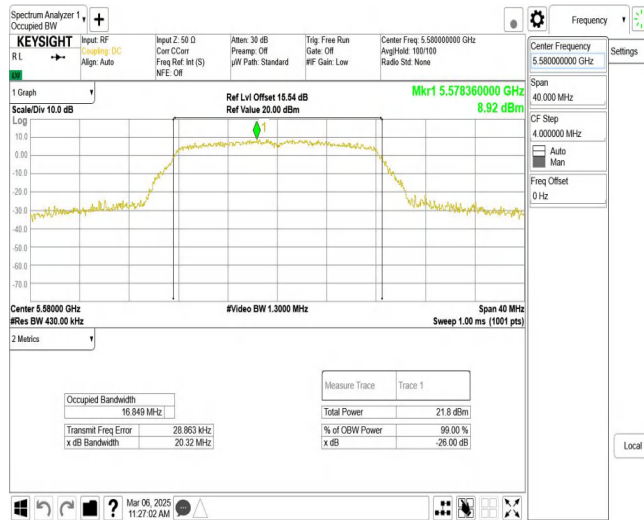 Spectrum Analyzer 1
Occupied BW
KEYSIGHT
R L
Input: RF
Coupling: DC
Align: Auto
Input Z: 50 Ω
Corr CCorr
Freq Ref: Int (S)
NFE: Off
Atten: 30 dB
Preamp: Off
µW Path: Standard
Trig: Free Run
Gate: Off
#IF Gain: Low
Center Freq: 5.580000000 GHz
Avg|Hold: 100/100
Radio Std: None
Frequency
Center Frequency
5.580000000 GHz
Settings
Span
40.000 MHz
CF Step
4.000000 MHz
Auto
Man
Freq Offset
0 Hz
Local
1 Graph
Scale/Div 10.0 dB
Ref Lvl Offset 15.54 dB
Ref Value 20.00 dBm
Mkr1 5.578360000 GHz
8.92 dBm
Log
1
10.0
0.00
-10.0
-20.0
-30.0
-40.0
-50.0
-60.0
-70.0
Center 5.58000 GHz
#Video BW 1.3000 MHz
Span 40 MHz
#Res BW 430.00 kHz
Sweep 1.00 ms (1001 pts)
2 Metrics
Measure Trace
Trace 1
Occupied Bandwidth
16.849 MHz
Total Power
21.8 dBm
Transmit Freq Error
28.863 kHz
% of OBW Power
99.00 %
x dB Bandwidth
20.32 MHz
x dB
-26.00 dB
?
Mar 06, 2025
11:27:02 AM